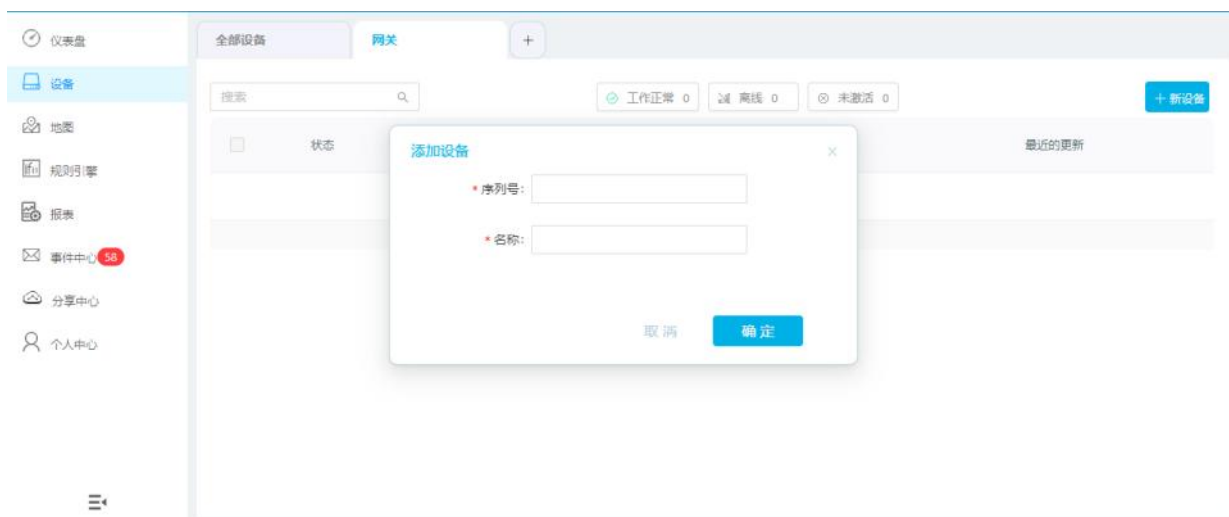 仪表盘
全部设备
网关
+
设备
搜索
工作正常 0
离线 0
未激活 0
+ 新设备
地图
状态
添加设备
×
最近的更新
规则引擎
* 序列号:
报表
* 名称:
事件中心 58
分享中心
取消
确定
个人中心